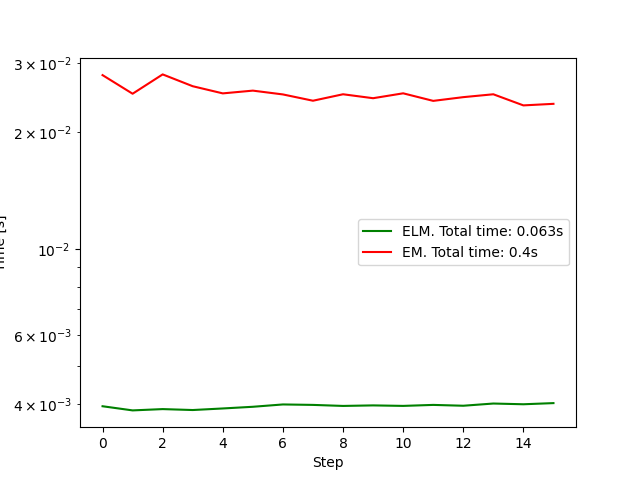 3 × 10⁻²
2 × 10⁻²
10⁻²
6 × 10⁻³
4 × 10⁻³
ELM. Total time: 0.063s
EM. Total time: 0.4s
0 2 4 6 8 10 12 14
Step